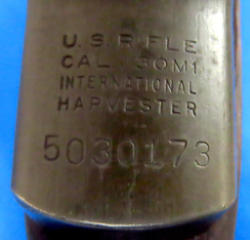 U.S.RIFLE
CAL. .30M1
INTERNATIONAL
HARVESTER
5030173